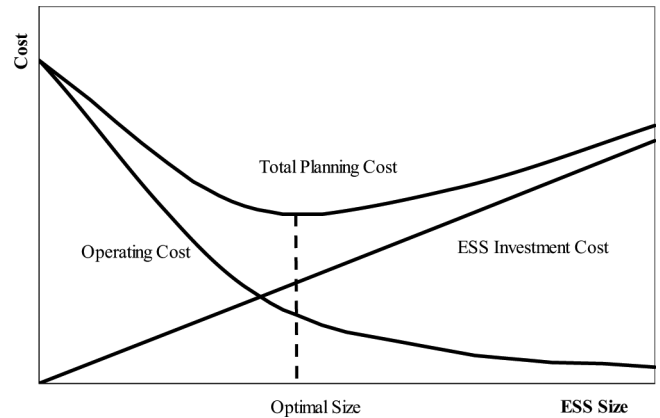 Cost
Total Planning Cost
Operating Cost
ESS Investment Cost
Optimal Size
ESS Size